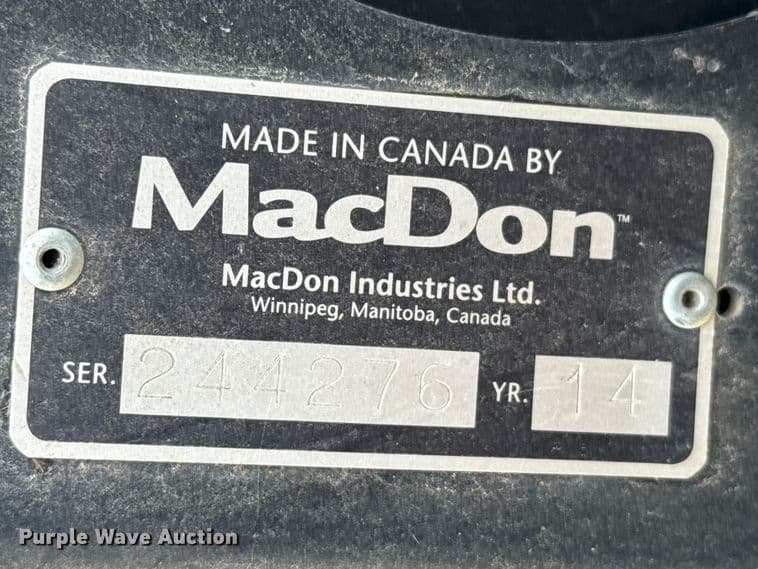 MADE IN CANADA BY
MacDon™
MacDon Industries Ltd.
Winnipeg, Manitoba, Canada
SER. 244276 YR. 14
Purple Wave Auction